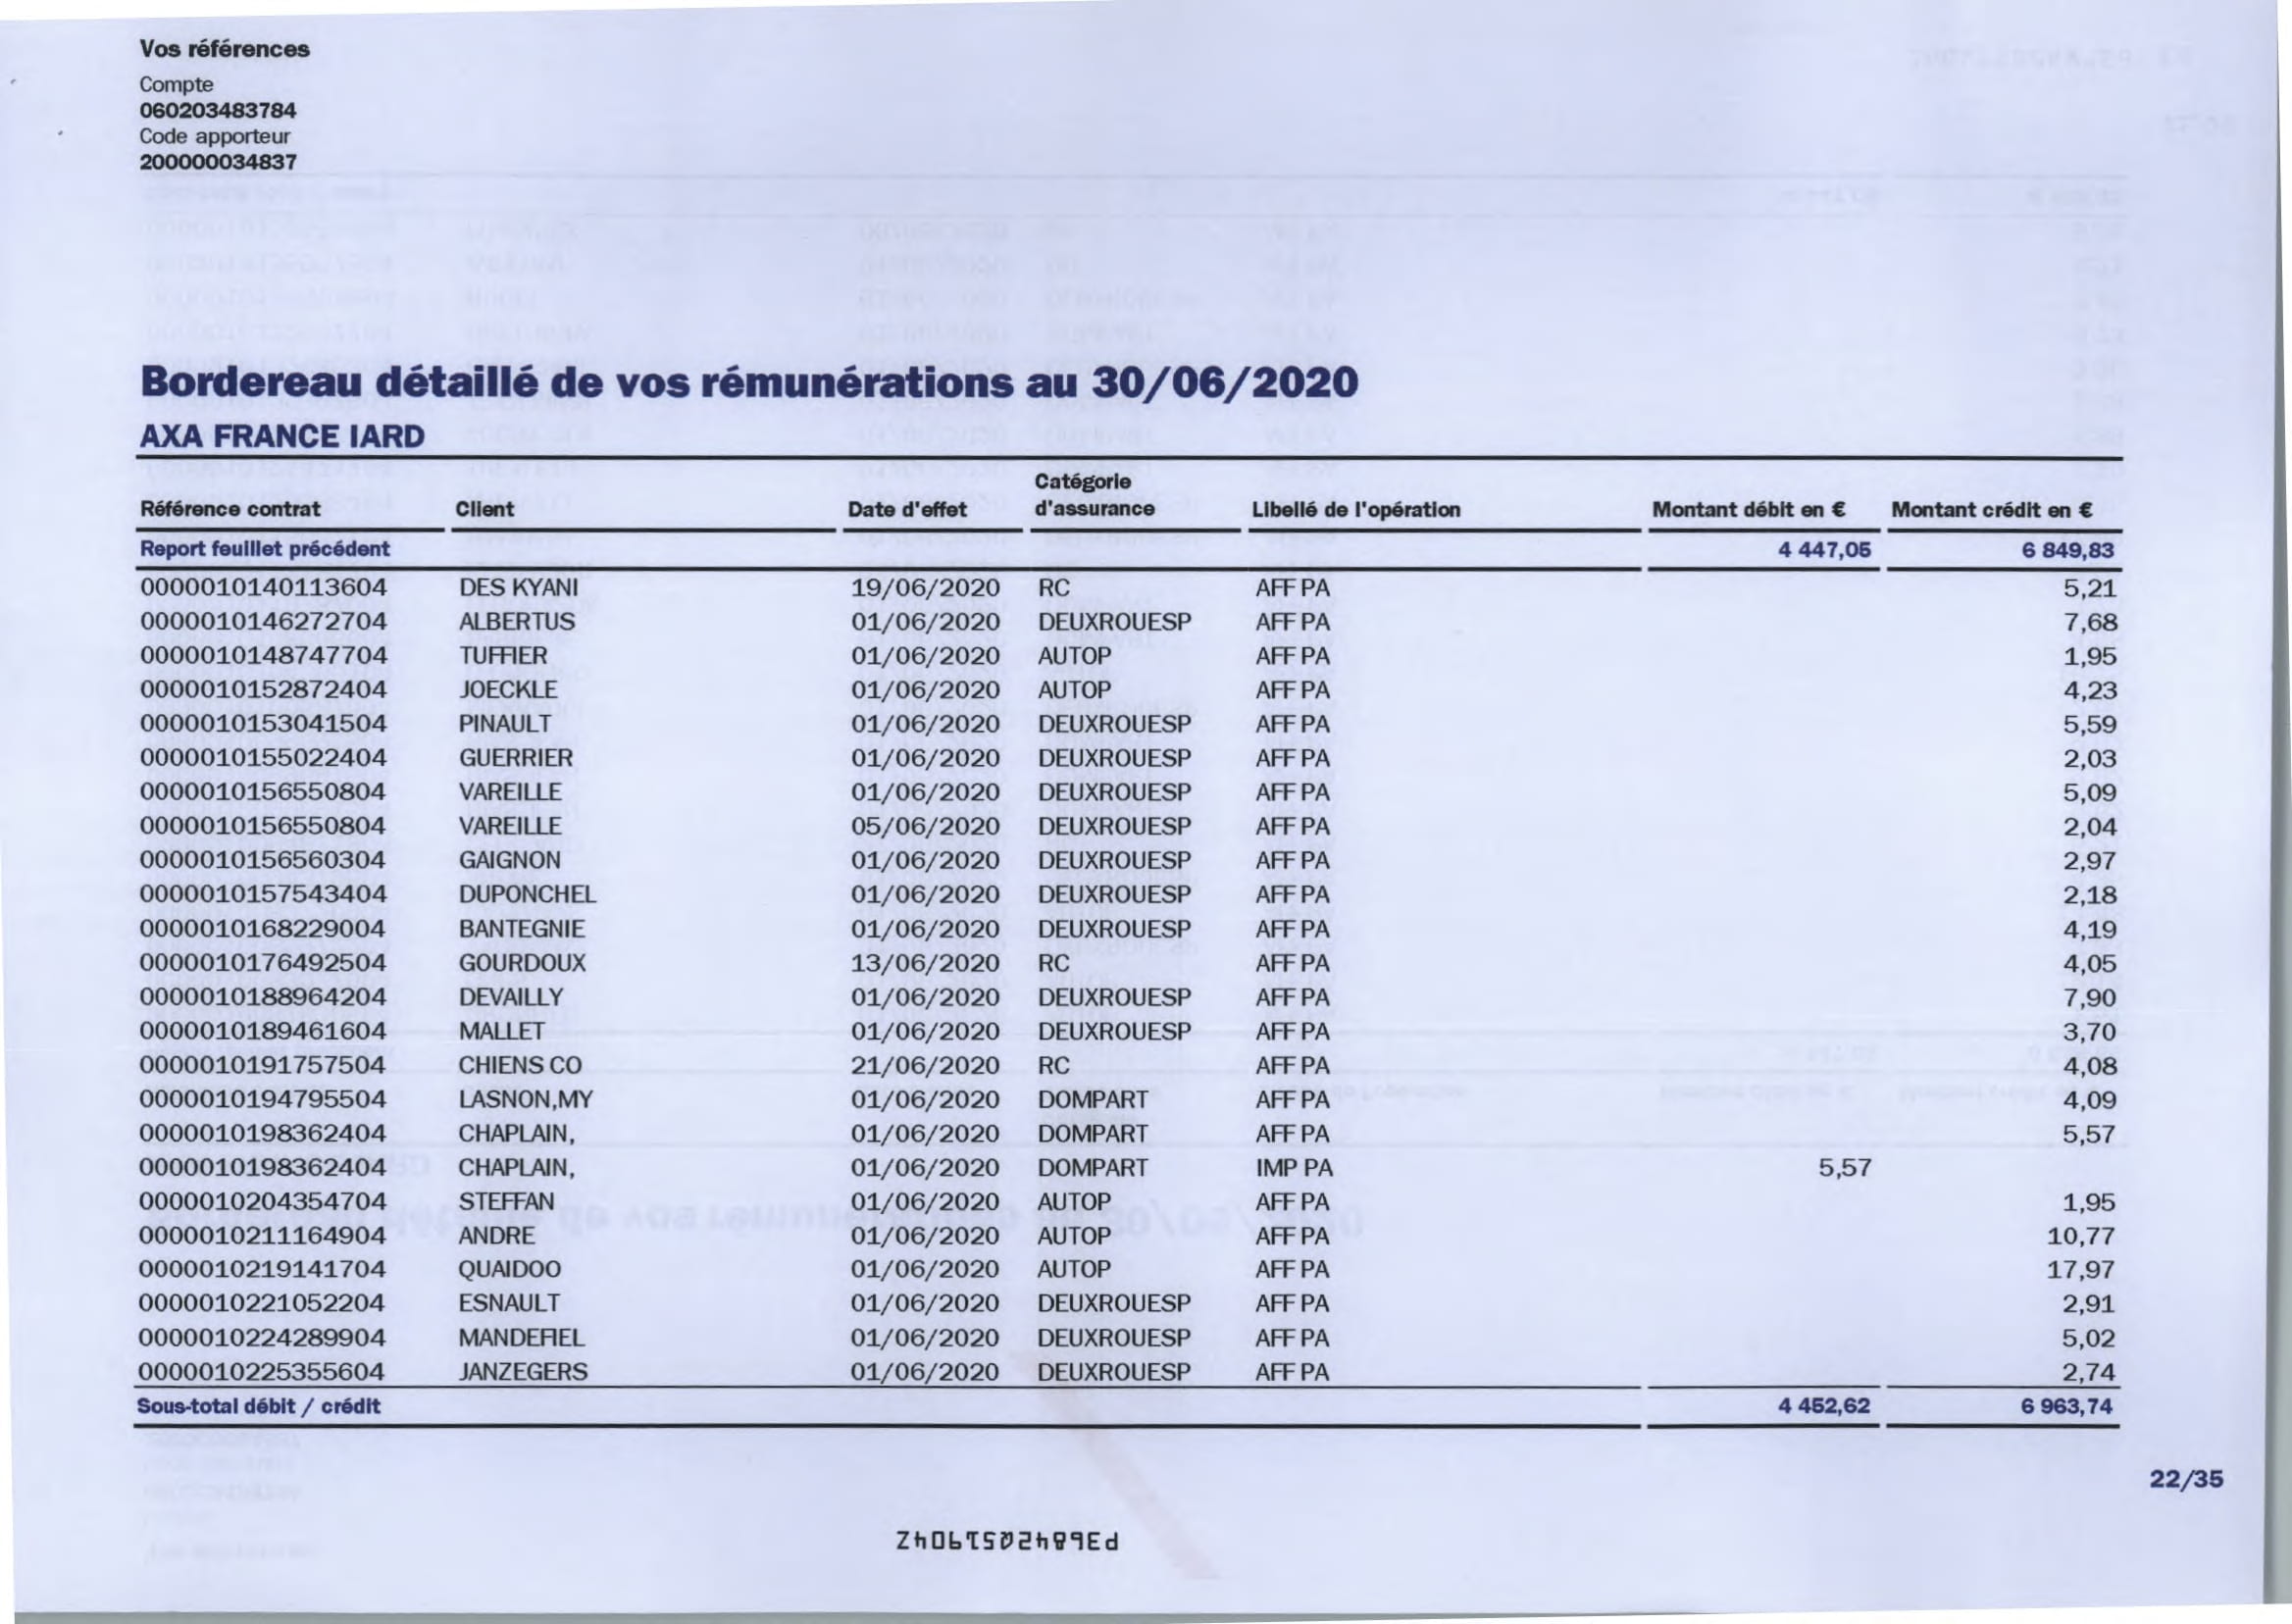 Vos références
Compte
060203483784
Code apporteur
200000034837
Bordereau détaillé de vos rémunérations au 30/06/2020
AXA FRANCE IARD
Référence contrat Client Date d'effet Catégorie d'assurance Libellé de l'opération Montant débit en € Montant crédit en €
Report feuillet précédent 4 447,05 6 849,83
0000010140113604 DES KYANI 19/06/2020 RC AFF PA 5,21
0000010146272704 ALBERTUS 01/06/2020 DEUXROUESP AFF PA 7,68
0000010148747704 TUFFIER 01/06/2020 AUTOP AFF PA 1,95
0000010152872404 JOECKLE 01/06/2020 AUTOP AFF PA 4,23
0000010153041504 PINAULT 01/06/2020 DEUXROUESP AFF PA 5,59
0000010155022404 GUERRIER 01/06/2020 DEUXROUESP AFF PA 2,03
0000010156550804 VAREILLE 01/06/2020 DEUXROUESP AFF PA 5,09
0000010156550804 VAREILLE 05/06/2020 DEUXROUESP AFF PA 2,04
0000010156560304 GAIGNON 01/06/2020 DEUXROUESP AFF PA 2,97
0000010157543404 DUPONCHEL 01/06/2020 DEUXROUESP AFF PA 2,18
0000010168229004 BANTEGNIE 01/06/2020 DEUXROUESP AFF PA 4,19
0000010176492504 GOURDOUX 13/06/2020 RC AFF PA 4,05
0000010188964204 DEVAILLY 01/06/2020 DEUXROUESP AFF PA 7,90
0000010189461604 MALLET 01/06/2020 DEUXROUESP AFF PA 3,70
0000010191757504 CHIENS CO 21/06/2020 RC AFF PA 4,08
0000010194795504 LASNON,MY 01/06/2020 DOMPART AFF PA 4,09
0000010198362404 CHAPLAIN, 01/06/2020 DOMPART AFF PA 5,57
0000010198362404 CHAPLAIN, 01/06/2020 DOMPART IMP PA 5,57
0000010204354704 STEFFAN 01/06/2020 AUTOP AFF PA 1,95
0000010211164904 ANDRE 01/06/2020 AUTOP AFF PA 10,77
0000010219141704 QUAIDOO 01/06/2020 AUTOP AFF PA 17,97
0000010221052204 ESNAULT 01/06/2020 DEUXROUESP AFF PA 2,91
0000010224289904 MANDEFIEL 01/06/2020 DEUXROUESP AFF PA 5,02
0000010225355604 JANZEGERS 01/06/2020 DEUXROUESP AFF PA 2,74
Sous-total débit / crédit 4 452,62 6 963,74
22/35